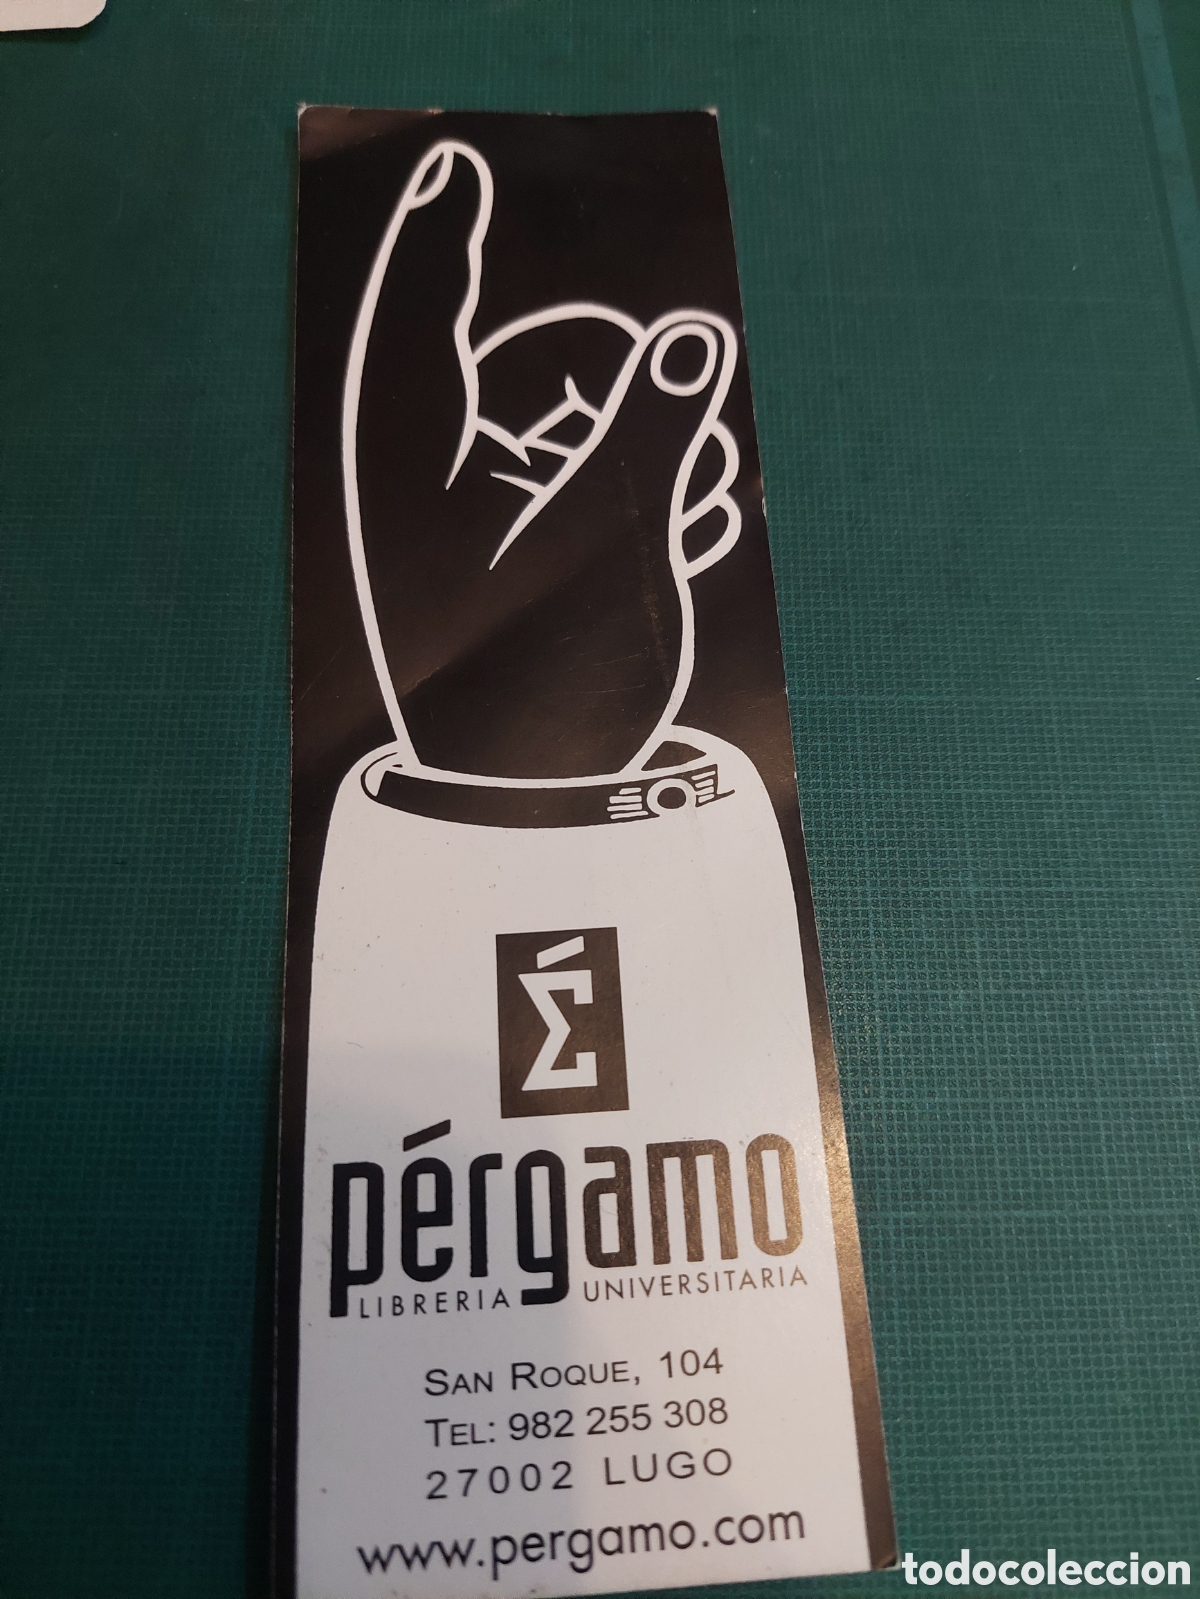 É
pérgamo
LIBRERIA UNIVERSITARIA
SAN ROQUE, 104
TEL: 982 255 308
27002 LUGO
www.pergamo.com
todocoleccion